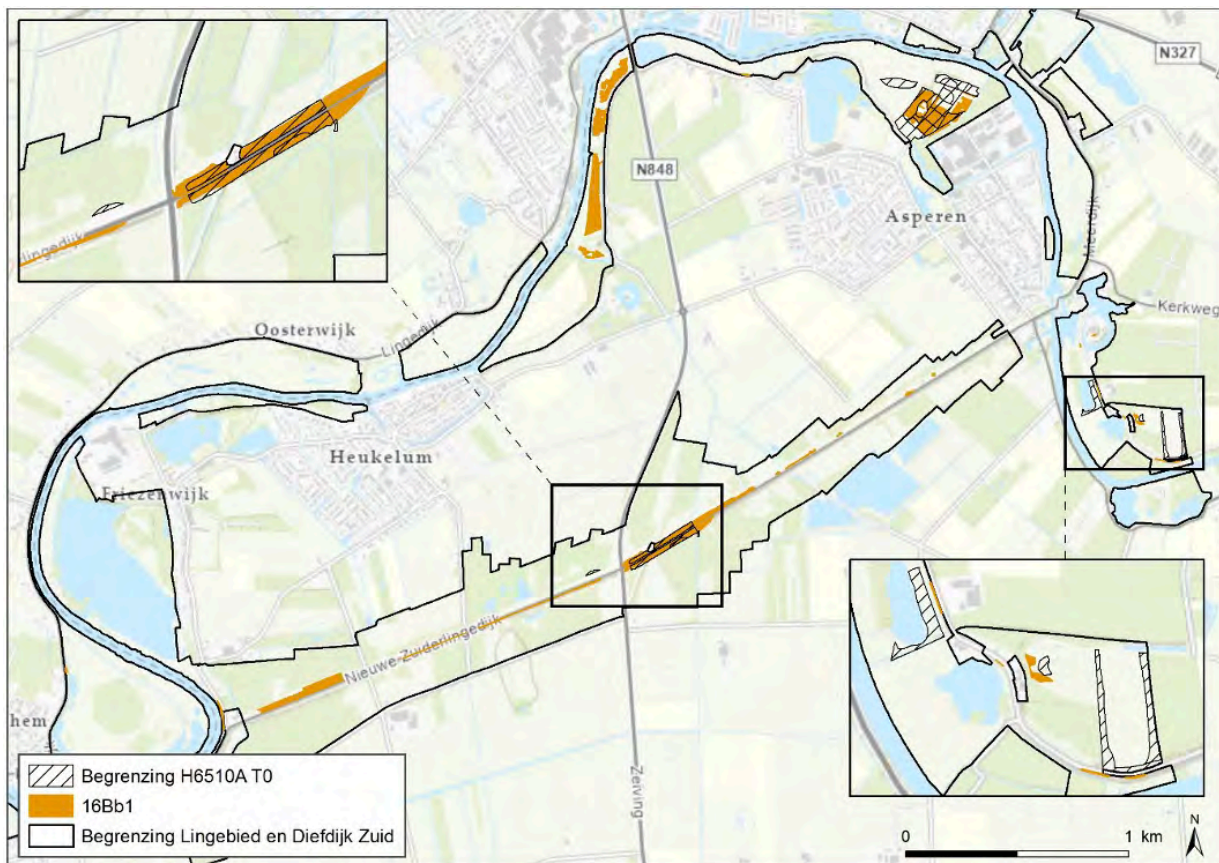 N327
N848
Asperen
Meerdijk
Kerkweg
Oosterwijk
Lingedijk
lingedijk
Heukelum
Friezenwijk
Nieuwe Zuiderlingedijk
hem
Zeiving
Begrenzing H6510A T0
16Bb1
Begrenzing Lingebied en Diefdijk Zuid
0 1 km
N